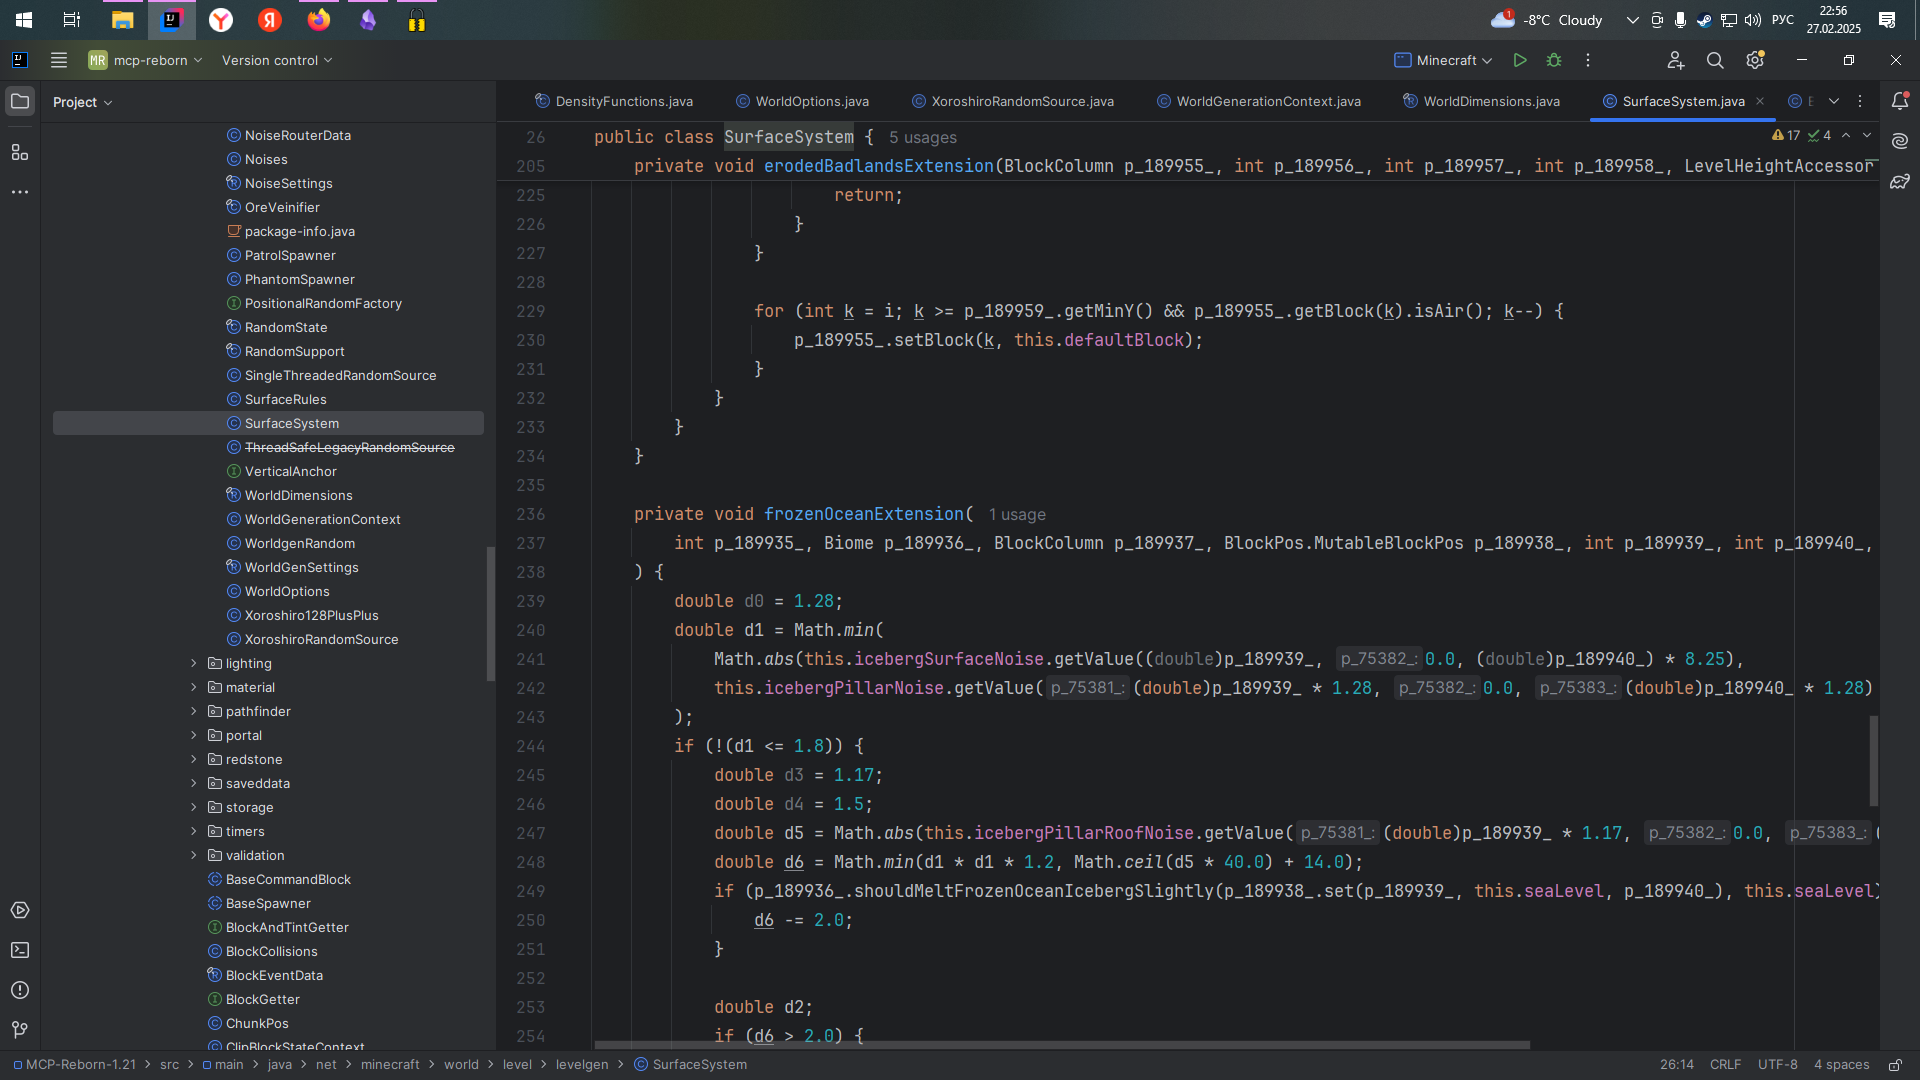 -8°C Cloudy
РУС
22:56
27.02.2025
MR mcp-reborn
Version control
Minecraft
Project
DensityFunctions.java
WorldOptions.java
XoroshiroRandomSource.java
WorldGenerationContext.java
WorldDimensions.java
SurfaceSystem.java
NoiseRouterData
Noises
NoiseSettings
OreVeinifier
package-info.java
PatrolSpawner
PhantomSpawner
PositionalRandomFactory
RandomState
RandomSupport
SingleThreadedRandomSource
SurfaceRules
SurfaceSystem
ThreadSafeLegacyRandomSource
VerticalAnchor
WorldDimensions
WorldGenerationContext
WorldgenRandom
WorldGenSettings
WorldOptions
Xoroshiro128PlusPlus
XoroshiroRandomSource
lighting
material
pathfinder
portal
redstone
saveddata
storage
timers
validation
BaseCommandBlock
BaseSpawner
BlockAndTintGetter
BlockCollisions
BlockEventData
BlockGetter
ChunkPos
ClipBlockStateContext
26 public class SurfaceSystem { 5 usages
17 4
205 private void erodedBadlandsExtension(BlockColumn p_189955_, int p_189956_, int p_189957_, int p_189958_, LevelHeightAccessor
225 return;
226 }
227 }
228
229 for (int k = i; k >= p_189959_.getMinY() && p_189955_.getBlock(k).isAir(); k--) {
230 p_189955_.setBlock(k, this.defaultBlock);
231 }
232 }
233 }
234 }
235
236 private void frozenOceanExtension( 1 usage
237 int p_189935_, Biome p_189936_, BlockColumn p_189937_, BlockPos.MutableBlockPos p_189938_, int p_189939_, int p_189940_,
238 ) {
239 double d0 = 1.28;
240 double d1 = Math.min(
241 Math.abs(this.icebergSurfaceNoise.getValue((double)p_189939_, p_75382_: 0.0, (double)p_189940_) * 8.25),
242 this.icebergPillarNoise.getValue( p_75381_: (double)p_189939_ * 1.28, p_75382_: 0.0, p_75383_: (double)p_189940_ * 1.28)
243 );
244 if (!(d1 <= 1.8)) {
245 double d3 = 1.17;
246 double d4 = 1.5;
247 double d5 = Math.abs(this.icebergPillarRoofNoise.getValue( p_75381_: (double)p_189939_ * 1.17, p_75382_: 0.0, p_75383_: (
248 double d6 = Math.min(d1 * d1 * 1.2, Math.ceil(d5 * 40.0) + 14.0);
249 if (p_189936_.shouldMeltFrozenOceanIcebergSlightly(p_189938_.set(p_189939_, this.seaLevel, p_189940_), this.seaLevel)
250 d6 -= 2.0;
251 }
252
253 double d2;
254 if (d6 > 2.0) {
MCP-Reborn-1.21 > src > main > java > net > minecraft > world > level > levelgen > SurfaceSystem
26:14 CRLF UTF-8 4 spaces